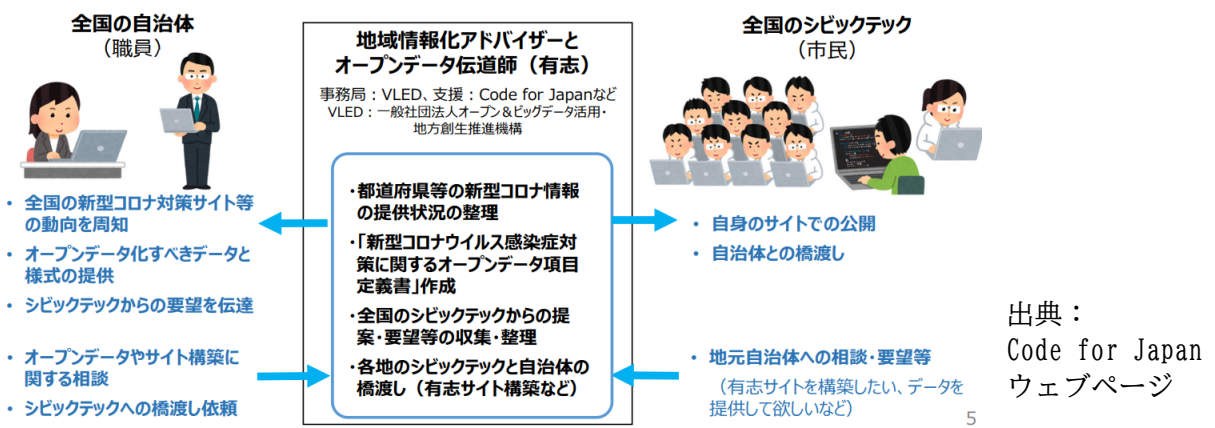 全国の自治体
（職員）
・ 全国の新型コロナ対策サイト等
の動向を周知
・ オープンデータ化すべきデータと
様式の提供
・ シビックテックからの要望を伝達
・ オープンデータやサイト構築に
関する相談
・ シビックテックへの橋渡し依頼
地域情報化アドバイザーと
オープンデータ伝道師（有志）
事務局：VLED、支援：Code for Japanなど
VLED：一般社団法人オープン＆ビッグデータ活用・
地方創生推進機構
・都道府県等の新型コロナ情報
の提供状況の整理
・「新型コロナウイルス感染症対
策に関するオープンデータ項目
定義書」作成
・全国のシビックテックからの提
案・要望等の収集・整理
・各地のシビックテックと自治体の
橋渡し（有志サイト構築など）
全国のシビックテック
（市民）
・ 自身のサイトでの公開
・ 自治体との橋渡し
・ 地元自治体への相談・要望等
（有志サイトを構築したい、データを
提供して欲しいなど）
5
出典：
Code for Japan
ウェブページ